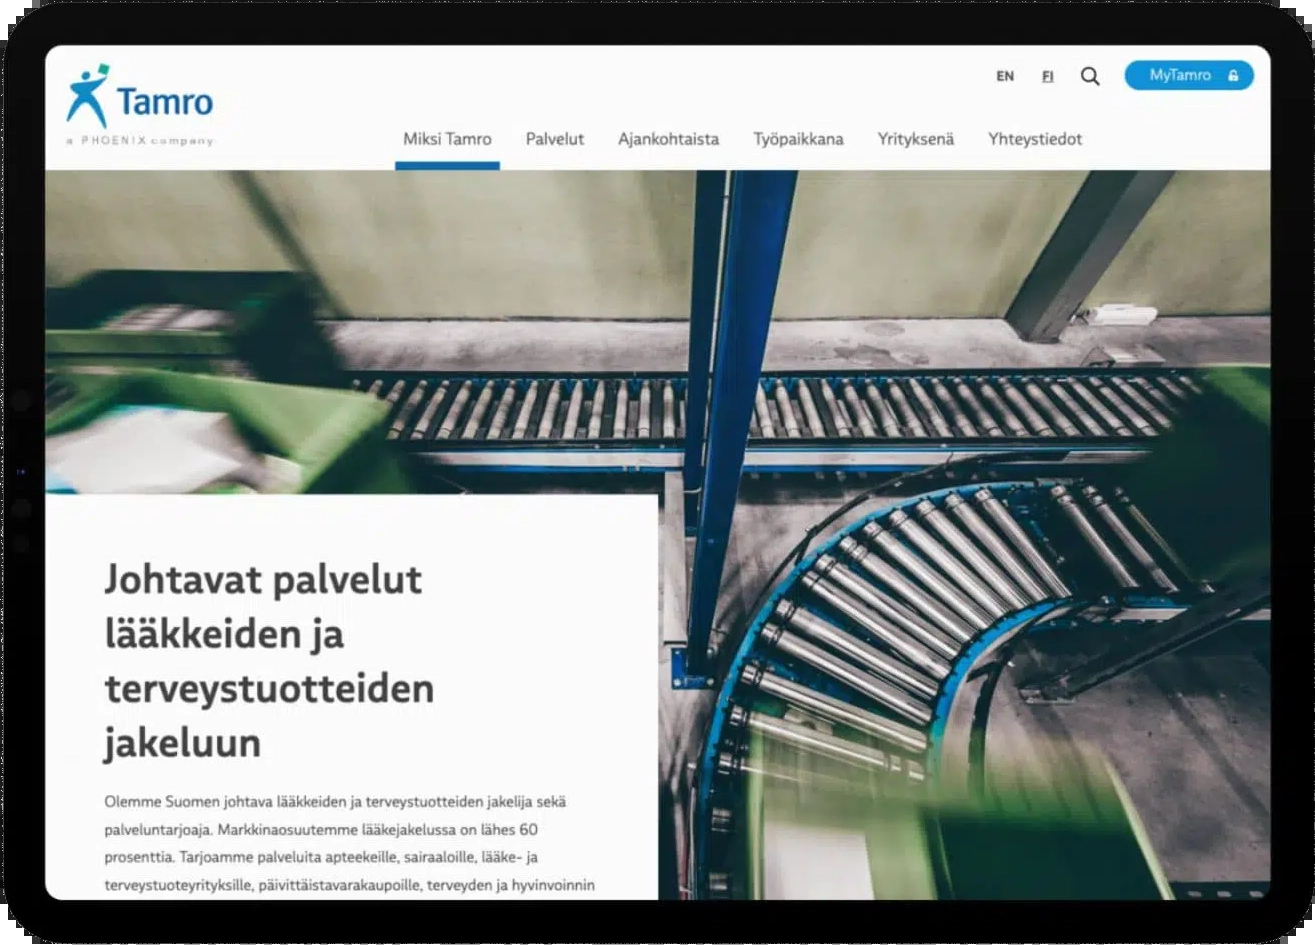 Tamro
a PHOENIX company
EN FI MyTamro
Miksi Tamro Palvelut Ajankohtaista Työpaikkana Yrityksenä Yhteystiedot
Johtavat palvelut
lääkkeiden ja
terveystuotteiden
jakeluun
Olemme Suomen johtava lääkkeiden ja terveystuotteiden jakelija sekä
palveluntarjoaja. Markkinaosuutemme lääkejakelussa on lähes 60
prosenttia. Tarjoamme palveluita apteekeille, sairaaloille, lääke- ja
terveystuoteyrityksille, päivittäistavarakaupoille, terveyden ja hyvinvoinnin